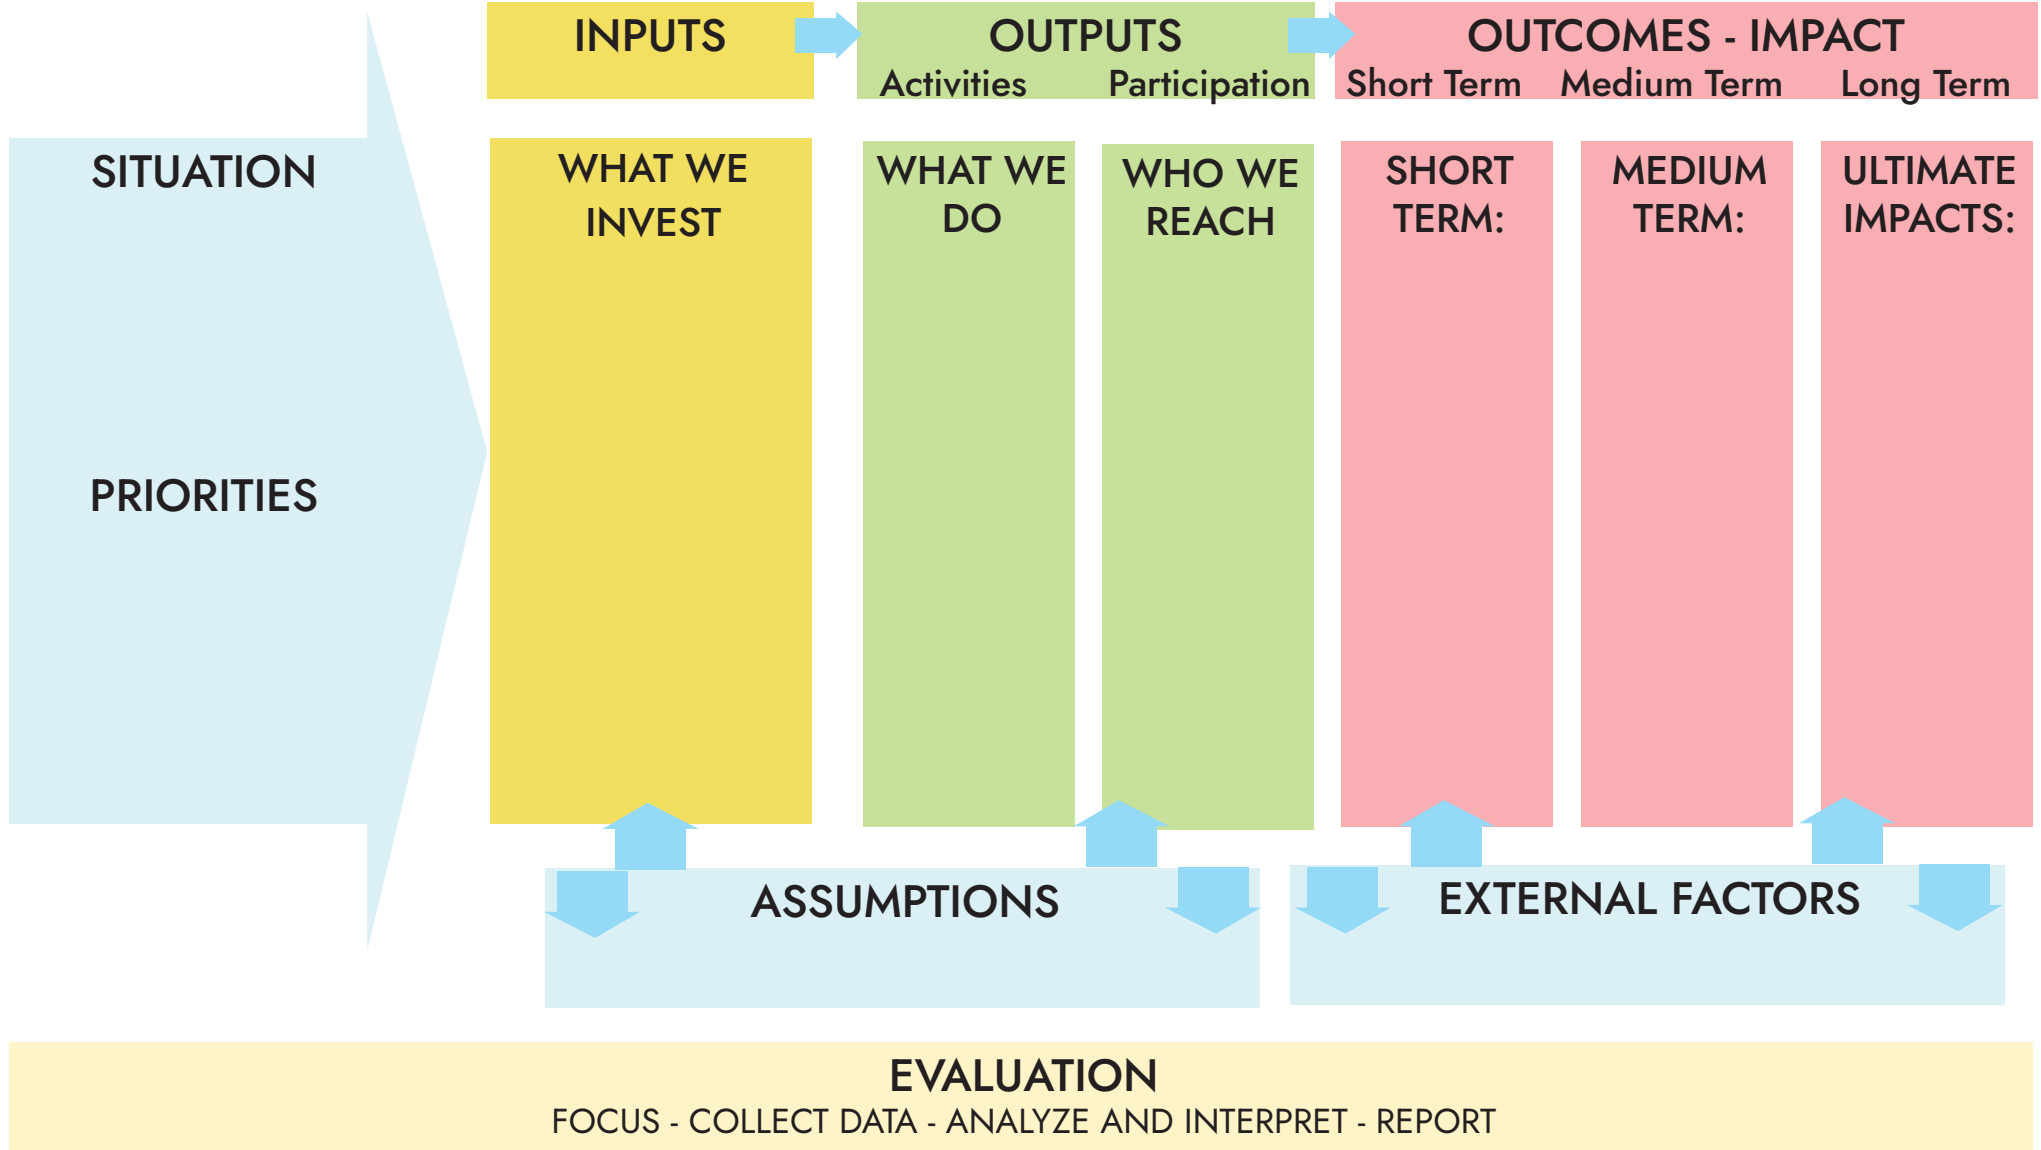 INPUTS
OUTPUTS
Activities
Participation
OUTCOMES - IMPACT
Short Term
Medium Term
Long Term
SITUATION
PRIORITIES
WHAT WE
INVEST
WHAT WE
DO
WHO WE
REACH
SHORT
TERM:
MEDIUM
TERM:
ULTIMATE
IMPACTS:
ASSUMPTIONS
EXTERNAL FACTORS
EVALUATION
FOCUS - COLLECT DATA - ANALYZE AND INTERPRET - REPORT